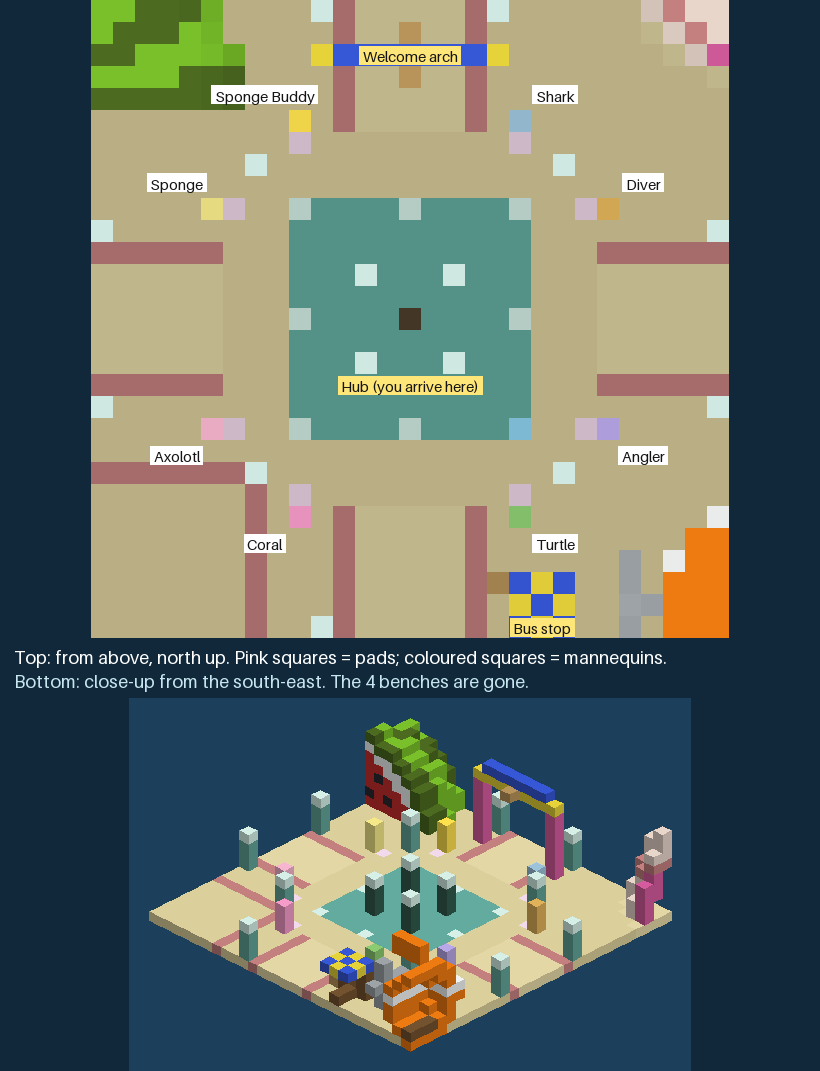 Welcome arch
Sponge Buddy
Shark
Sponge
Diver
Hub (you arrive here)
Axolotl
Angler
Coral
Turtle
Bus stop
Top: from above, north up. Pink squares = pads; coloured squares = mannequins.
Bottom: close-up from the south-east. The 4 benches are gone.